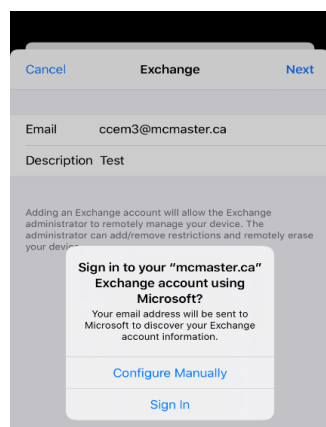 Cancel Exchange Next
Email ccem3@mcmaster.ca
Description Test
Adding an Exchange account will allow the Exchange
administrator to remotely manage your device. The
administrator can add/remove restrictions and remotely erase
your device.
Sign in to your “mcmaster.ca”
Exchange account using
Microsoft?
Your email address will be sent to
Microsoft to discover your Exchange
account information.
Configure Manually
Sign In